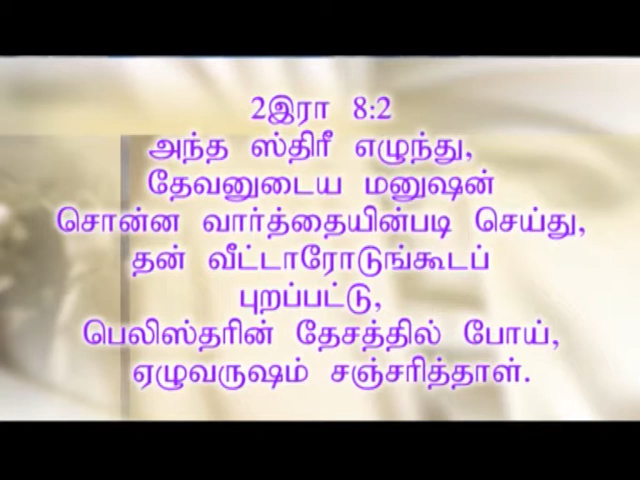 2இரா 8:2
அந்த ஸ்திரீ எழுந்து,
தேவனுடைய மனுஷன்
சொன்ன வார்த்தையின்படி செய்து,
தன் வீட்டாரோடுங்கூடப்
புறப்பட்டு,
பெலிஸ்தரின் தேசத்தில் போய்,
ஏழுவருஷம் சஞ்சரித்தாள்.